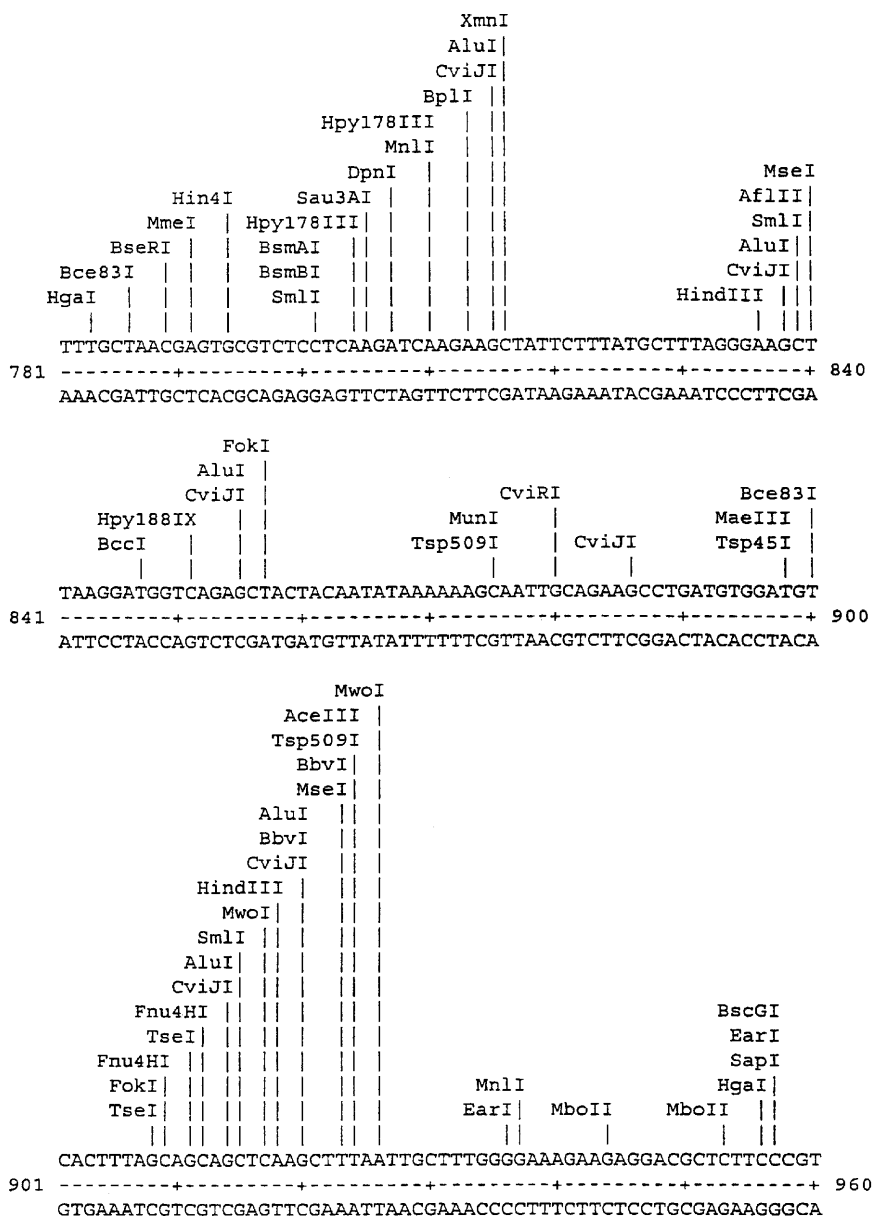 XmnI
AluI|
CviJI|
BplI ||
Hpy178III | ||
MnlI | ||
DpnI | | || MseI
Hin4I Sau3AI | | | || AflII|
MmeI | Hpy178III| | | | || SmlI|
BseRI | | BsmAI || | | | || AluI||
Bce83I | | | BsmBI || | | | || CviJI||
HgaI | | | | SmlI || | | | || HindIII |||
| | | | | | || | | | || | |||
TTTGCTAACGAGTGCGTCTCCTCAAGATCAAGAAGCTATTCTTTATGCTTTAGGGAAGCT
781 ---------+---------+---------+---------+---------+---------+ 840
AAACGATTGCTCACGCAGAGGAGTTCTAGTTCTTCGATAAGAAATACGAAATCCCTTCGA
FokI
AluI |
CviJI | CviRI Bce83I
Hpy188IX | | MunI | MaeIII |
BccI | | | Tsp509I | CviJI Tsp45I |
| | | | | | | | |
TAAGGATGGTCAGAGCTACTACAATATAAAAAAGCAATTGCAGAAGCCTGATGTGGATGT
841 ---------+---------+---------+---------+---------+---------+ 900
ATTCCTACCAGTCTCGATGATGTTATATTTTTTCGTTAACGTCTTCGGACTACACCTACA
MwoI
AceIII |
Tsp509I |
BbvI| |
MseI| |
AluI || |
BbvI || |
CviJI || |
HindIII | || |
MwoI| | || |
SmlI || | || |
AluI| || | || |
CviJI| || | || |
Fnu4HI || || | || | BscGI
TseI| || || | || | EarI
Fnu4HI || || || | || | SapI
FokI| || || || | || | MnlI HgaI|
TseI| || || || | || | EarI| MboII MboII ||
|| || || || | || | || | | ||
CACTTTAGCAGCAGCTCAAGCTTTAATTGCTTTGGGGAAAGAAGAGGACGCTCTTCCCGT
901 ---------+---------+---------+---------+---------+---------+ 960
GTGAAATCGTCGTCGAGTTCGAAATTAACGAAACCCCTTTCTTCTCCTGCGAGAAGGGCA